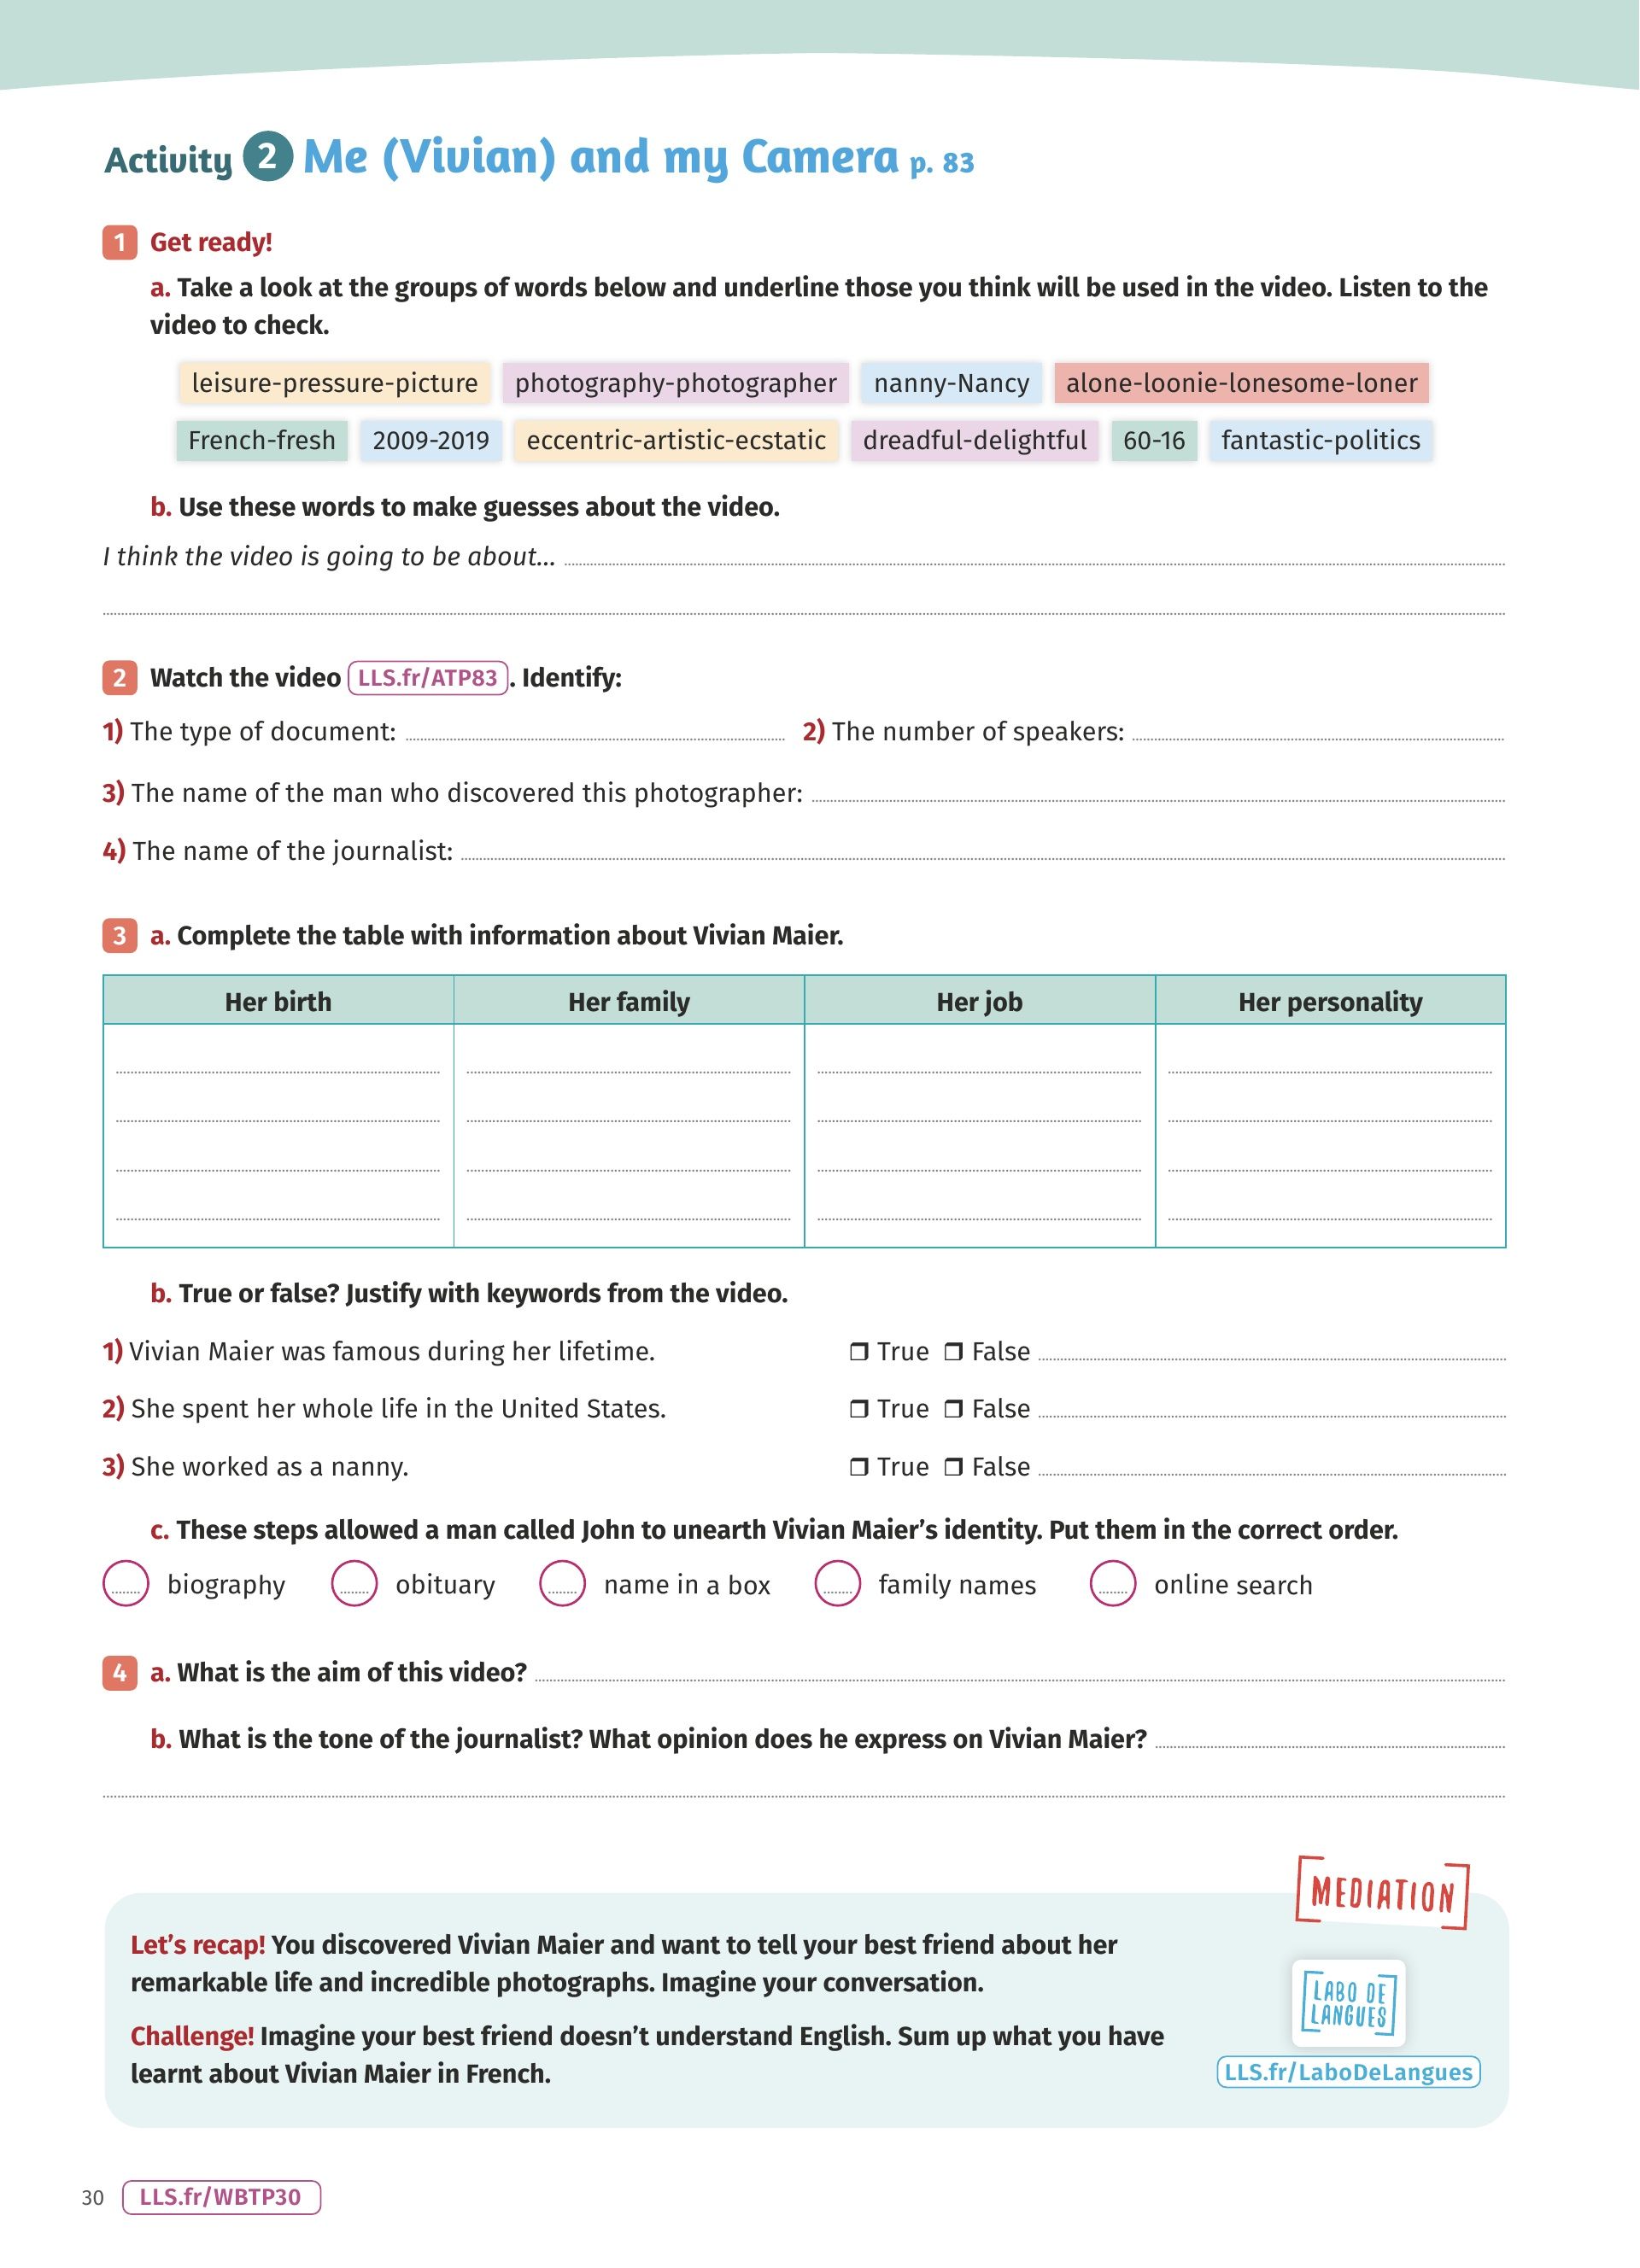 Activity 2 Me (Vivian) and my Camera p. 83
1 Get ready!
a. Take a look at the groups of words below and underline those you think will be used in the video. Listen to the
video to check.
leisure-pressure-picture photography-photographer nanny-Nancy alone-loonie-lonesome-loner
French-fresh 2009-2019 eccentric-artistic-ecstatic dreadful-delightful 60-16 fantastic-politics
b. Use these words to make guesses about the video.
I think the video is going to be about...
2 Watch the video LLS.fr/ATP83. Identify:
1) The type of document: 2) The number of speakers:
3) The name of the man who discovered this photographer:
4) The name of the journalist:
3 a. Complete the table with information about Vivian Maier.
Her birth Her family Her job Her personality
b. True or false? Justify with keywords from the video.
1) Vivian Maier was famous during her lifetime. ❒ True ❒ False
2) She spent her whole life in the United States. ❒ True ❒ False
3) She worked as a nanny. ❒ True ❒ False
c. These steps allowed a man called John to unearth Vivian Maier's identity. Put them in the correct order.
biography obituary name in a box family names online search
4 a. What is the aim of this video?
b. What is the tone of the journalist? What opinion does he express on Vivian Maier?
MEDIATION
Let's recap! You discovered Vivian Maier and want to tell your best friend about her
remarkable life and incredible photographs. Imagine your conversation.
Challenge! Imagine your best friend doesn't understand English. Sum up what you have
learnt about Vivian Maier in French.
LABO DE
LANGUES
LLS.fr/LaboDeLangues
30 LLS.fr/WBTP30